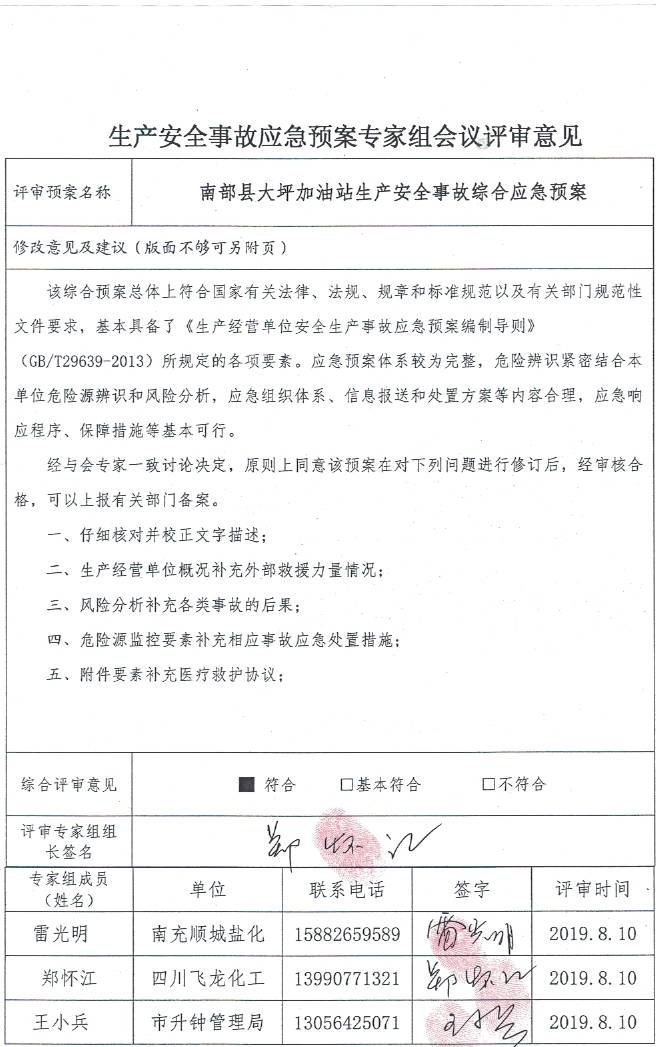 生产安全事故应急预案专家组会议评审意见
评审预案名称 南部县大坪加油站生产安全事故综合应急预案
修改意见及建议（版面不够可另附页）
该综合预案总体上符合国家有关法律、法规、规章和标准规范以及有关部门规范性
文件要求，基本具备了《生产经营单位安全生产事故应急预案编制导则》
（GB/T29639-2013）所规定的各项要素。应急预案体系较为完整，危险辨识紧密结合本
单位危险源辨识和风险分析，应急组织体系、信息报送和处置方案等内容合理，应急响
应程序、保障措施等基本可行。
经与会专家一致讨论决定，原则上同意该预案在对下列问题进行修订后，经审核合
格，可以上报有关部门备案。
一、仔细核对并校正文字描述；
二、生产经营单位概况补充外部救援力量情况；
三、风险分析补充各类事故的后果；
四、危险源监控要素补充相应事故应急处置措施；
五、附件要素补充医疗救护协议；
综合评审意见 ■ 符合 □基本符合 □不符合
评审专家组组
长签名 郑怀江
专家组成员
（姓名） 单位 联系电话 签字 评审时间
雷光明 南充顺城盐化 15882659589 雷光明 2019.8.10
郑怀江 四川飞龙化工 13990771321 郑怀江 2019.8.10
王小兵 市升钟管理局 13056425071 王小兵 2019.8.10